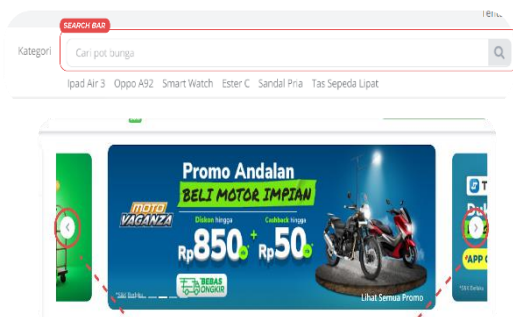 SEARCH BAR
Kategori
Cari pot bunga
Ipad Air 3 Oppo A92 Smart Watch Ester C Sandal Pria Tas Sepeda Lipat
Promo Andalan
BELI MOTOR IMPIAN
MOTO
VAGANZA
Diskon hingga
Rp850
+
Cashback hingga
Rp50
BEBAS
ONGKIR
Lihat Semua Promo